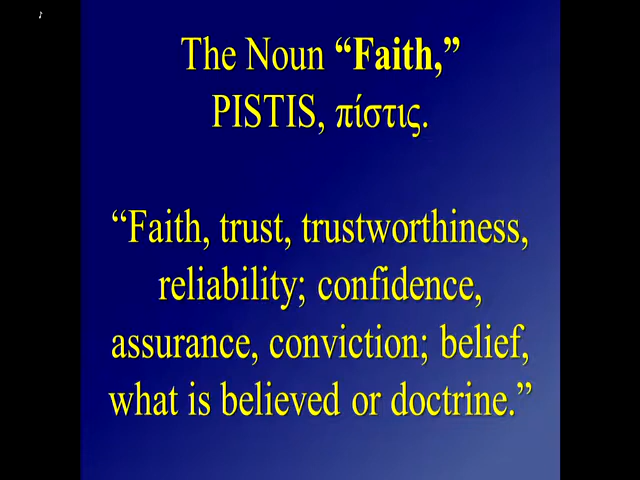 The Noun “Faith,”
PISTIS, πίστις.
“Faith, trust, trustworthiness,
reliability; confidence,
assurance, conviction; belief,
what is believed or doctrine.”